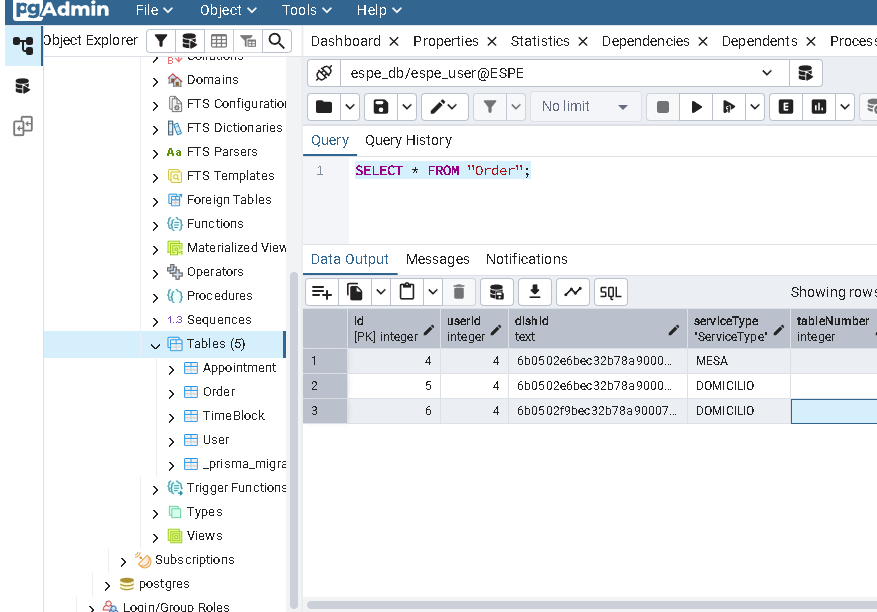 pgAdmin File Object Tools Help
Object Explorer
Dashboard Properties Statistics Dependencies Dependents Process
espe_db/espe_user@ESPE
No limit
Query Query History
1 SELECT * FROM "Order";
Collations
Domains
FTS Configuration
FTS Dictionaries
FTS Parsers
FTS Templates
Foreign Tables
Functions
Materialized View
Operators
Procedures
1.3 Sequences
Tables (5)
Appointment
Order
TimeBlock
User
_prisma_migra
Trigger Functions
Types
Views
Subscriptions
postgres
Login/Group Roles
Data Output Messages Notifications
SQL Showing rows
id [PK] integer
userId integer
dishId text
serviceType "ServiceType"
tableNumber integer
1 4 4 6b0502e6bec32b78a9000... MESA
2 5 4 6b0502e6bec32b78a9000... DOMICILIO
3 6 4 6b0502f9bec32b78a90007... DOMICILIO